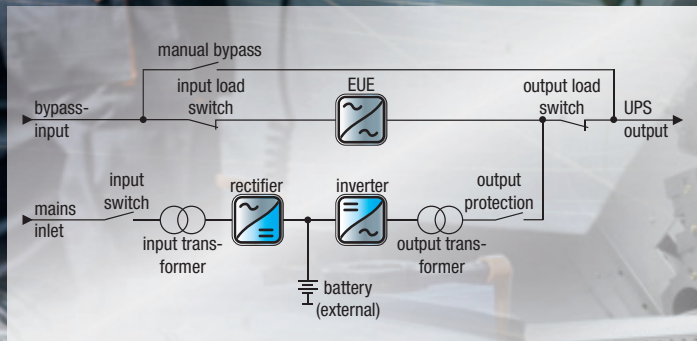 manual bypass
input load
switch
EUE
output load
switch
bypass-
input
UPS
output
input
switch
rectifier
inverter
output
protection
mains
inlet
input trans-
former
output trans-
former
battery
(external)